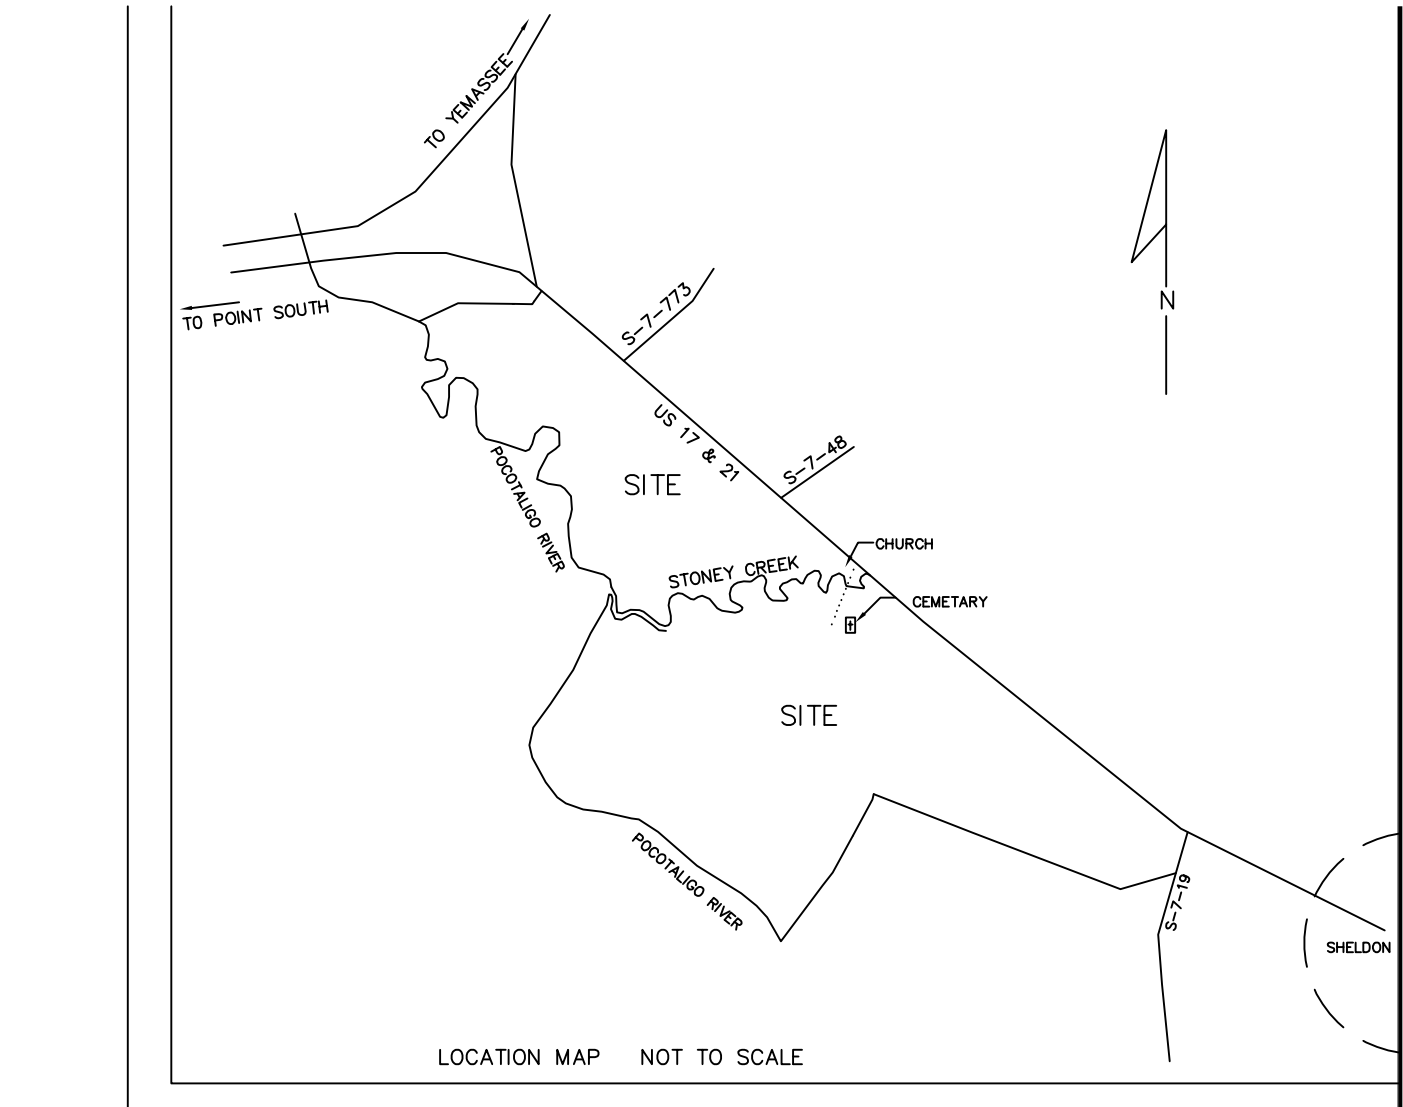 TO YEMASSEE
N
TO POINT SOUTH
S-7-773
US 17 & 21
S-7-48
SITE
POCOTALIGO RIVER
CHURCH
STONEY CREEK
CEMETARY
SITE
POCOTALIGO RIVER
S-7-19
SHELDON
LOCATION MAP NOT TO SCALE